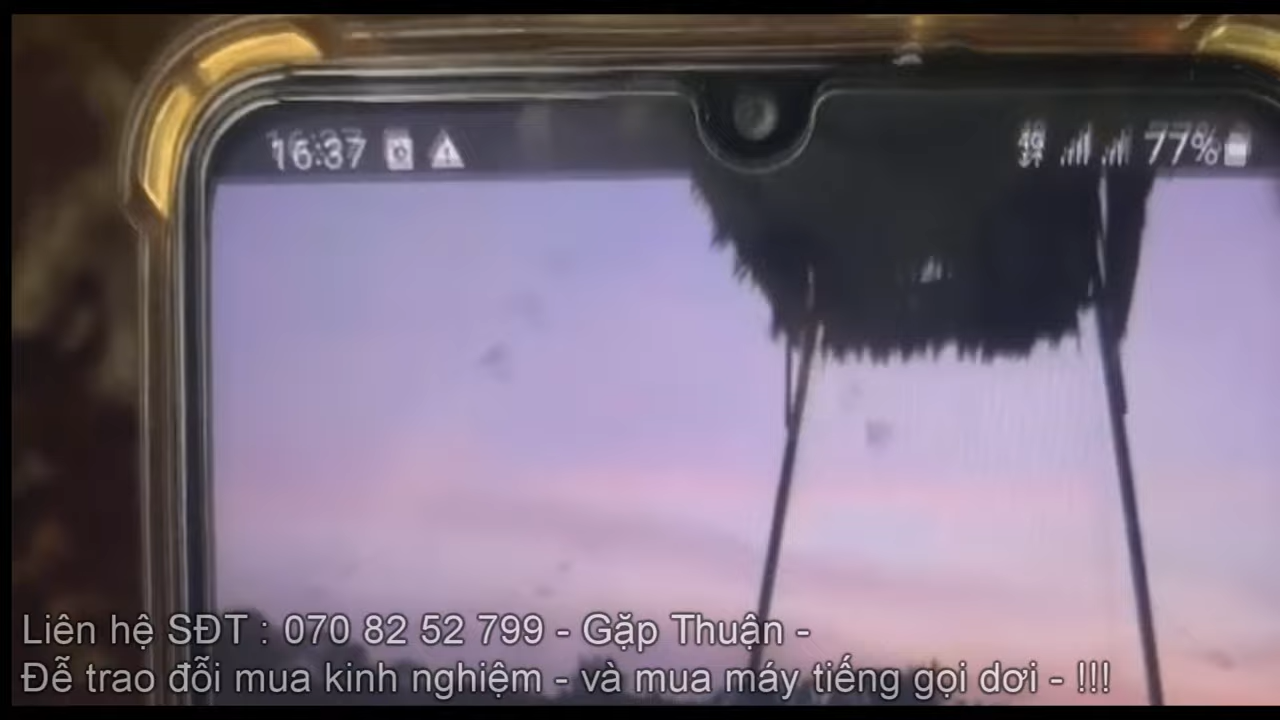 16:37
4G 77%
Liên hệ SĐT : 070 82 52 799 - Gặp Thuận -
Đễ trao đỗi mua kinh nghiệm - và mua máy tiếng gọi dơi - !!!